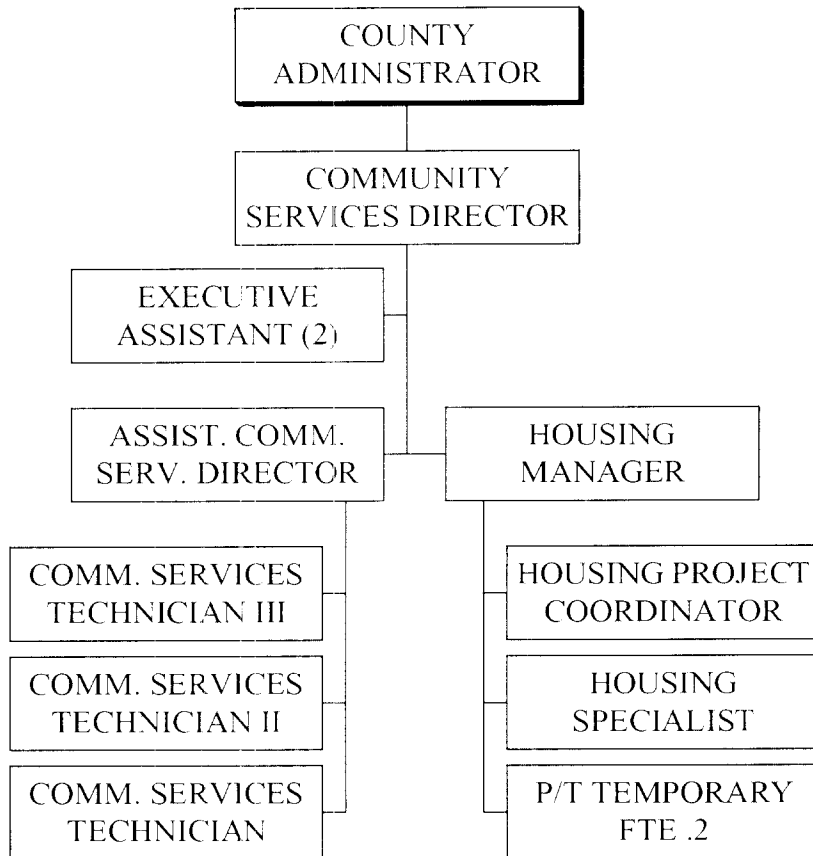 COUNTY
ADMINISTRATOR
COMMUNITY
SERVICES DIRECTOR
EXECUTIVE
ASSISTANT (2)
ASSIST. COMM.
SERV. DIRECTOR
HOUSING
MANAGER
COMM. SERVICES
TECHNICIAN III
HOUSING PROJECT
COORDINATOR
COMM. SERVICES
TECHNICIAN II
HOUSING
SPECIALIST
COMM. SERVICES
TECHNICIAN
P/T TEMPORARY
FTE .2